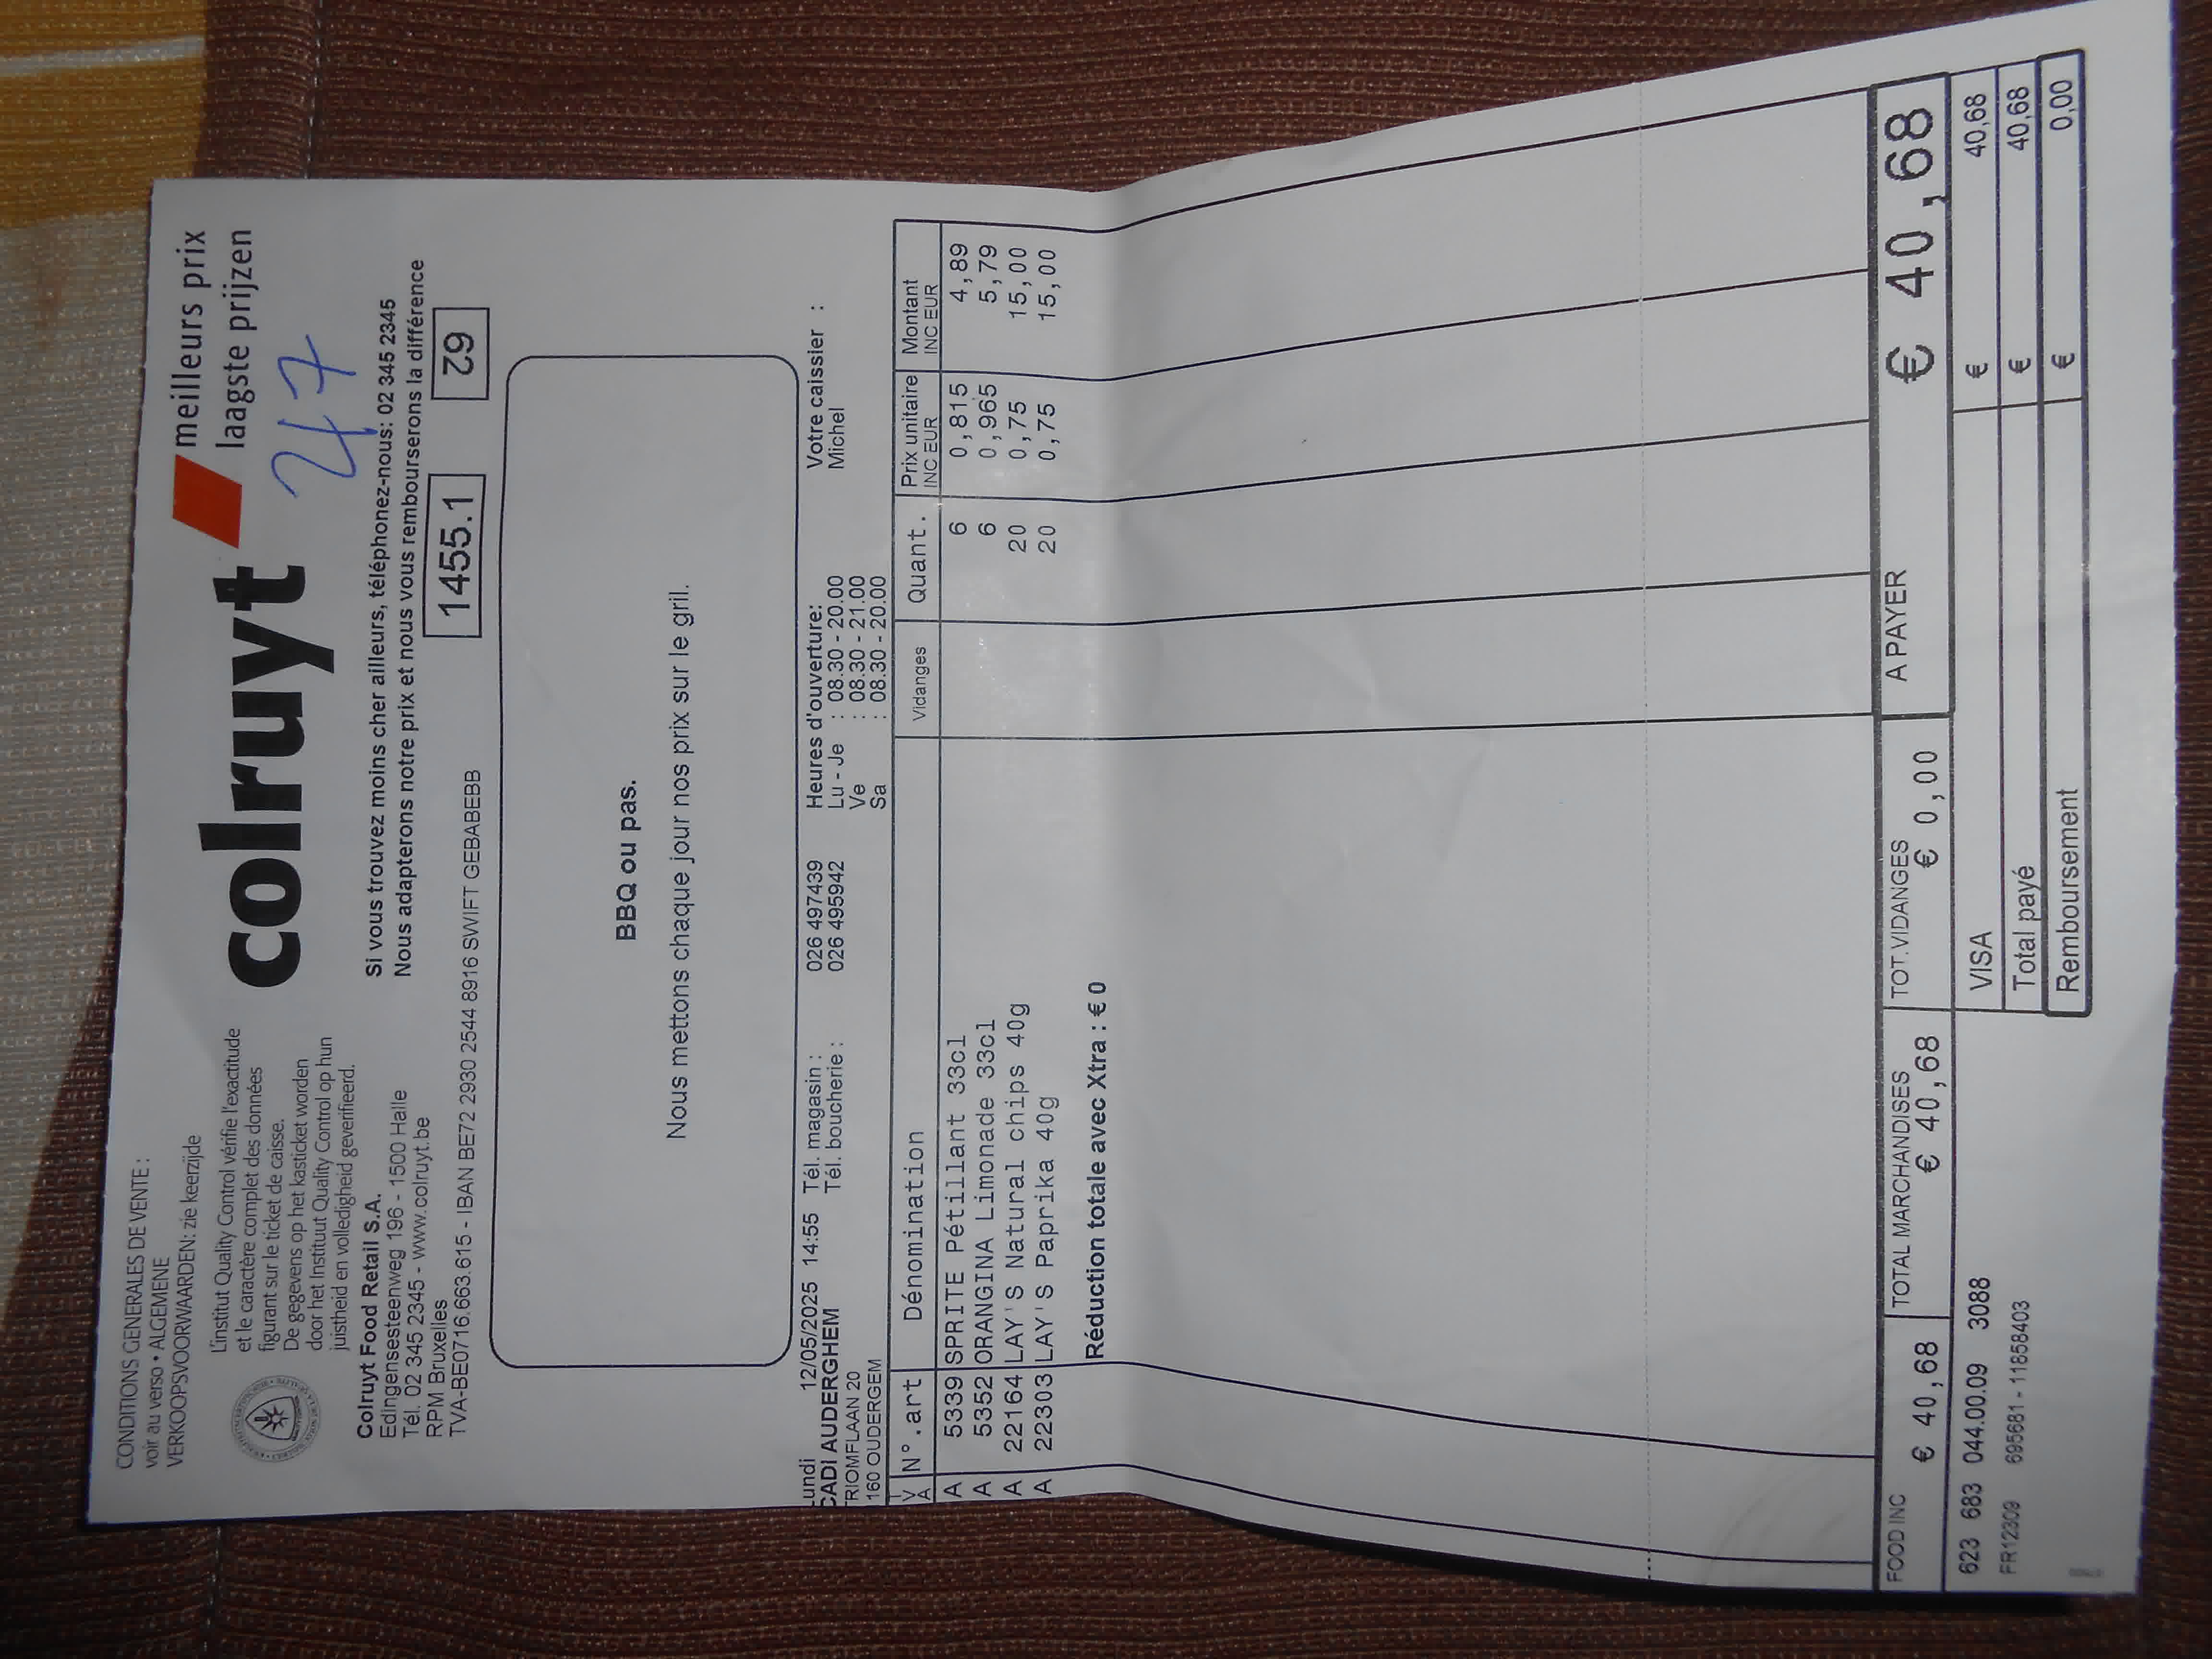 CONDITIONS GENERALES DE VENTE :
voir au verso • ALGEMENE
VERKOOPSVOORWAARDEN: zie keerzijde
L'institut Quality Control vérifie l'exactitude
et le caractère complet des données
figurant sur le ticket de caisse.
De gegevens op het kasticket worden
door het Instituut Quality Control op hun
juistheid en volledigheid geverifieerd.
colruyt
meilleurs prix
laagste prijzen
47
Colruyt Food Retail S.A.
Edingensesteenweg 196 - 1500 Halle
Tél. 02 345 2345 - www.colruyt.be
RPM Bruxelles
TVA-BE0716.663.615 - IBAN BE72 2930 2544 8916 SWIFT GEBABEBB
Si vous trouvez moins cher ailleurs, téléphonez-nous: 02 345 2345
Nous adapterons notre prix et nous vous rembourserons la différence
1455.1
62
BBQ ou pas.
Nous mettons chaque jour nos prix sur le gril.
Lundi 12/05/2025 14:55 Tél. magasin : 026 497439 Heures d'ouverture: Votre caissier :
CADI AUDERGHEM Tél. boucherie : 026 495942 Lu - Je : 08.30 - 20.00 Michel
TRIOMFLAAN 20 Ve : 08.30 - 21.00
160 OUDERGEM Sa : 08.30 - 20.00
TVA N°.art Dénomination Vidanges Quant. Prix unitaire INC EUR Montant INC EUR
A 5339 SPRITE Pétillant 33cl 6 0,815 4,89
A 5352 ORANGINA Limonade 33cl 6 0,965 5,79
A 22164 LAY'S Natural chips 40g 20 0,75 15,00
A 22303 LAY'S Paprika 40g 20 0,75 15,00
Réduction totale avec Xtra : € 0
FOOD INC TOTAL MARCHANDISES TOT.VIDANGES A PAYER € 40,68
€ 40,68 € 40,68 € 0,00
623 683 044.00.09 3088 VISA € 40,68
FR12309 695681 - 11858403 Total payé € 40,68
Remboursement € 0,00